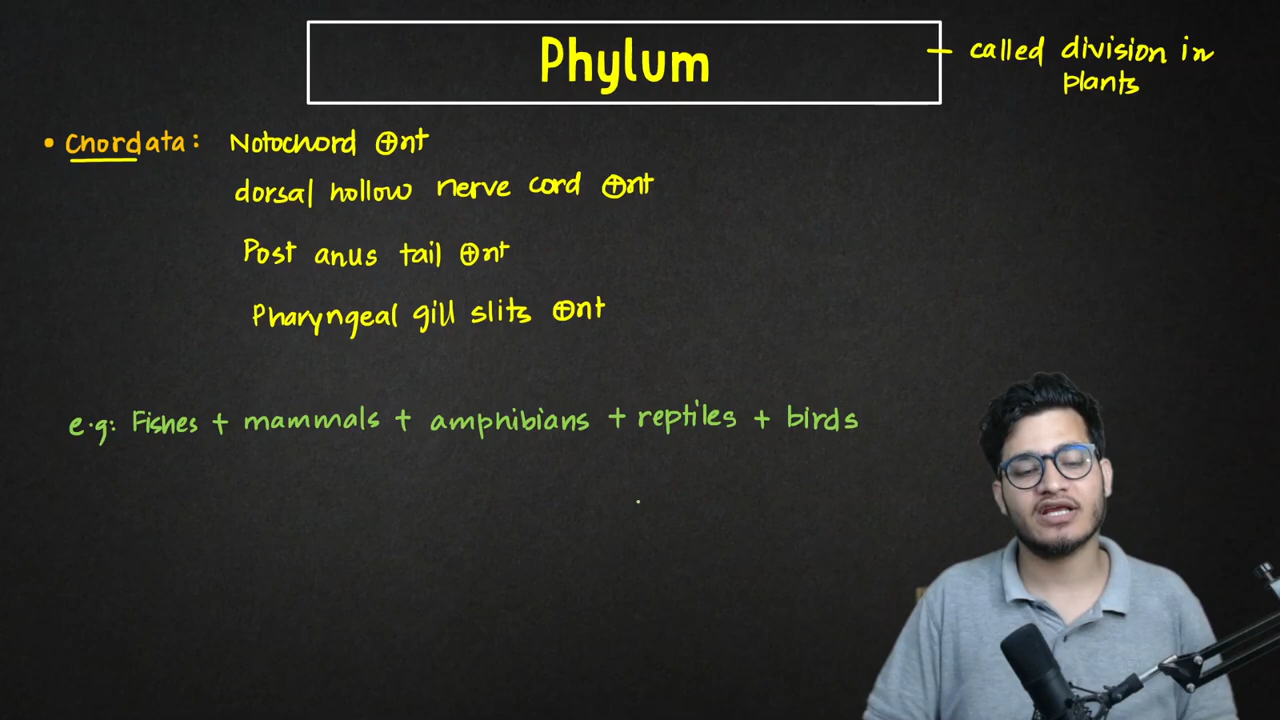 Phylum
called division in
plants
• Chordata: Notochord ⊕nt
dorsal hollow nerve cord ⊕nt
Post anus tail ⊕nt
Pharyngeal gill slits ⊕nt
e.g: Fishes + mammals + amphibians + reptiles + birds